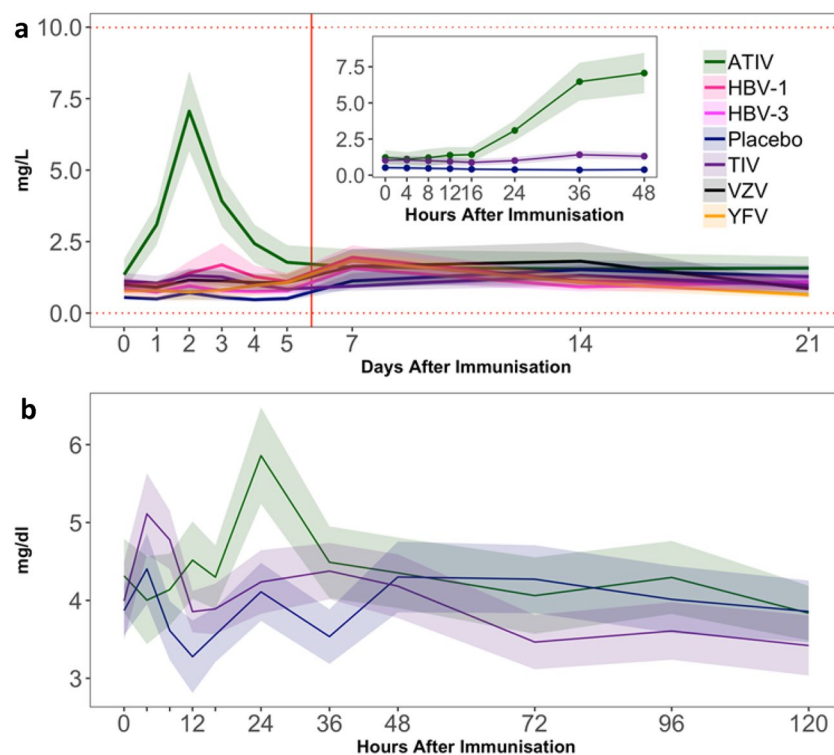 a
10.0
7.5
5.0
2.5
0.0
mg/L
7.5
5.0
2.5
0.0
0 4 8 1216 24 36 48
Hours After Immunisation
ATIV
HBV-1
HBV-3
Placebo
TIV
VZV
YFV
0 1 2 3 4 5 7 14 21
Days After Immunisation
b
6
5
4
3
mg/dl
0 12 24 36 48 72 96 120
Hours After Immunisation